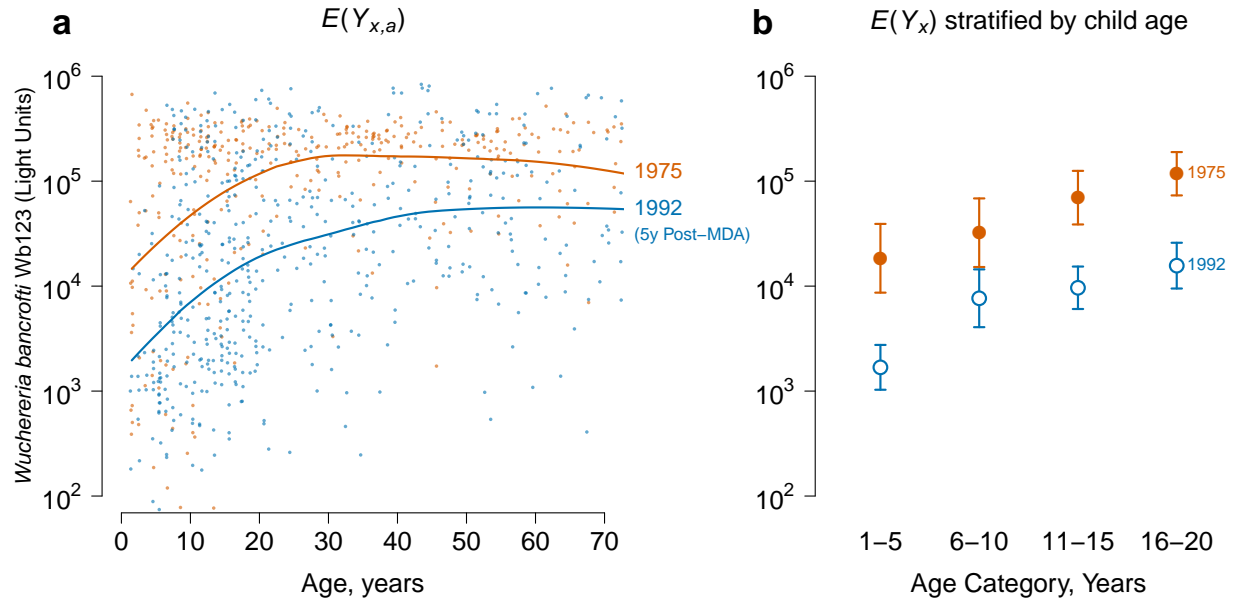 a
E(Yx,a)
Wuchereria bancrofti Wb123 (Light Units)
10^6
10^5
10^4
10^3
10^2
1975
1992
(5y Post−MDA)
0 10 20 30 40 50 60 70
Age, years
b
E(Yx) stratified by child age
10^6
10^5
10^4
10^3
10^2
1975
1992
1−5 6−10 11−15 16−20
Age Category, Years